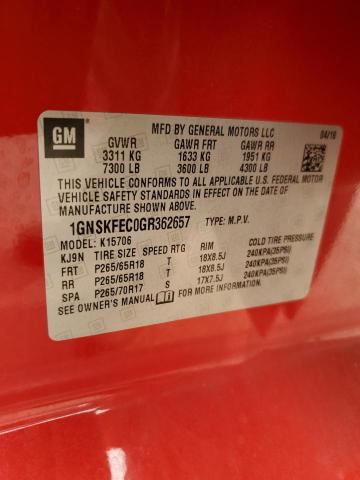 GM
MFD BY GENERAL MOTORS LLC 04/16
GVWR GAWR FRT GAWR RR
3311 KG 1633 KG 1951 KG
7300 LB 3600 LB 4300 LB
THIS VEHICLE CONFORMS TO ALL APPLICABLE U.S. FEDERAL MOTOR
VEHICLE SAFETY STANDARDS IN EFFECT ON THE DATE OF
MANUFACTURE SHOWN ABOVE.
1GNSKFEC0GR362657 TYPE: M.P.V.
MODEL: K15706
KJ9N TIRE SIZE SPEED RTG RIM COLD TIRE PRESSURE
FRT P265/65R18 T 18X8.5J 240KPA(35PSI)
RR P265/65R18 T 18X8.5J 240KPA(35PSI)
SPA P265/70R17 S 17X7.5J 240KPA(35PSI)
SEE OWNER'S MANUAL FOR MORE INFORMATION.